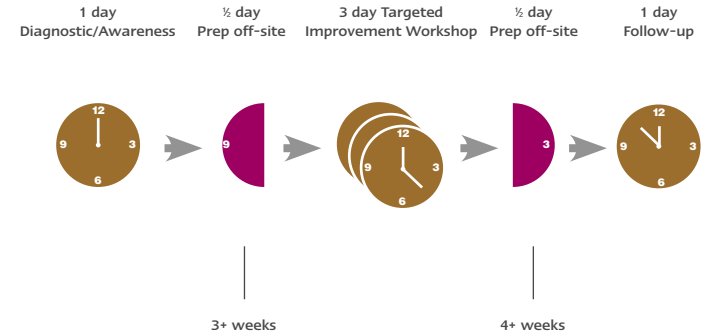 1 day
Diagnostic/Awareness
½ day
Prep off-site
3 day Targeted
Improvement Workshop
½ day
Prep off-site
1 day
Follow-up
12
9
3
6
9
12
9
3
6
3
12
9
3
6
3+ weeks
4+ weeks